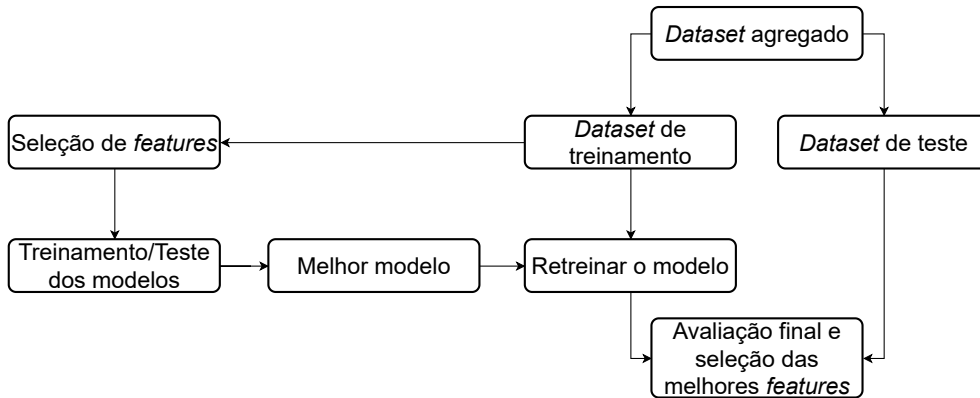 Dataset agregado
Seleção de features
Dataset de
treinamento
Dataset de teste
Treinamento/Teste
dos modelos
Melhor modelo
Retreinar o modelo
Avaliação final e
seleção das
melhores features